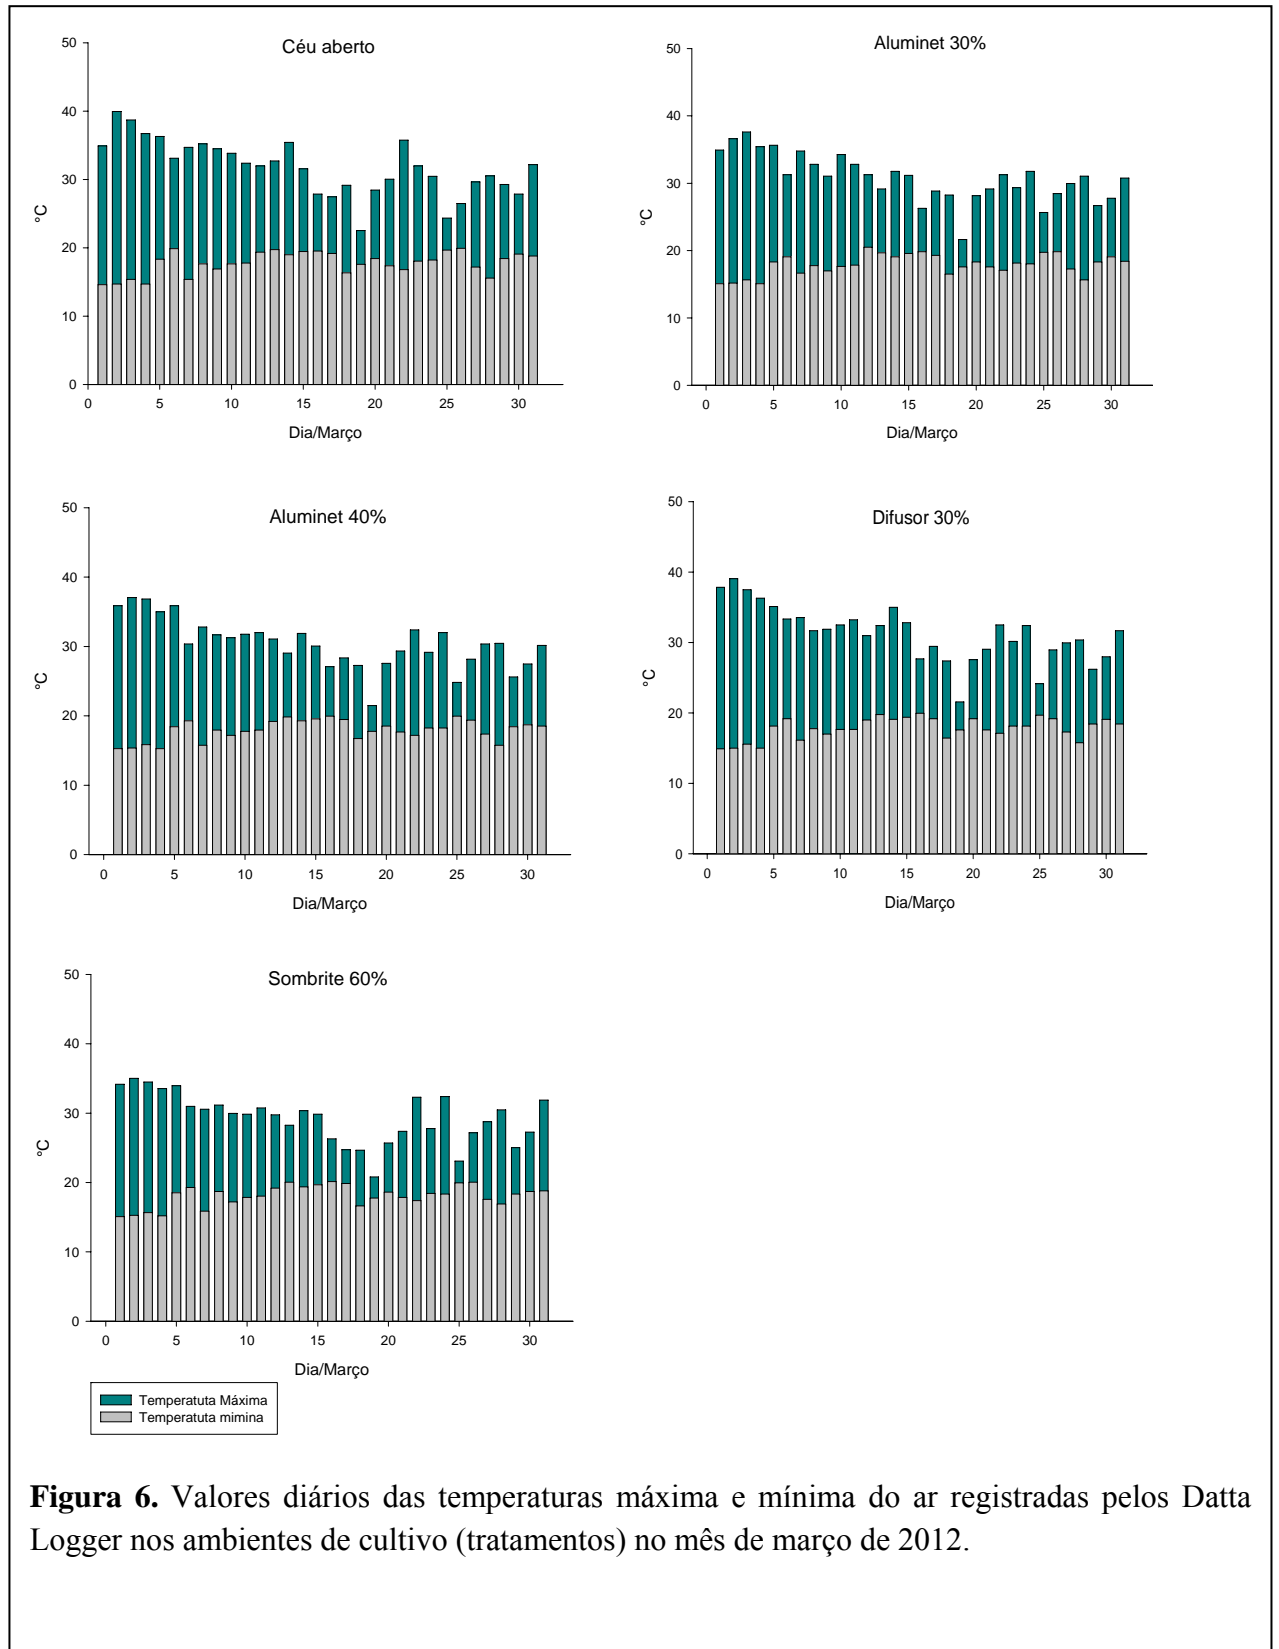 Céu aberto
50
40
30
20
10
0
°C
0 5 10 15 20 25 30
Dia/Março
Aluminet 30%
50
40
30
20
10
0
°C
0 5 10 15 20 25 30
Dia/Março
Aluminet 40%
50
40
30
20
10
0
°C
0 5 10 15 20 25 30
Dia/Março
Difusor 30%
50
40
30
20
10
0
°C
0 5 10 15 20 25 30
Dia/Março
Sombrite 60%
50
40
30
20
10
0
°C
0 5 10 15 20 25 30
Dia/Março
Temperatuta Máxima
Temperatuta mimina
Figura 6. Valores diários das temperaturas máxima e mínima do ar registradas pelos Datta
Logger nos ambientes de cultivo (tratamentos) no mês de março de 2012.